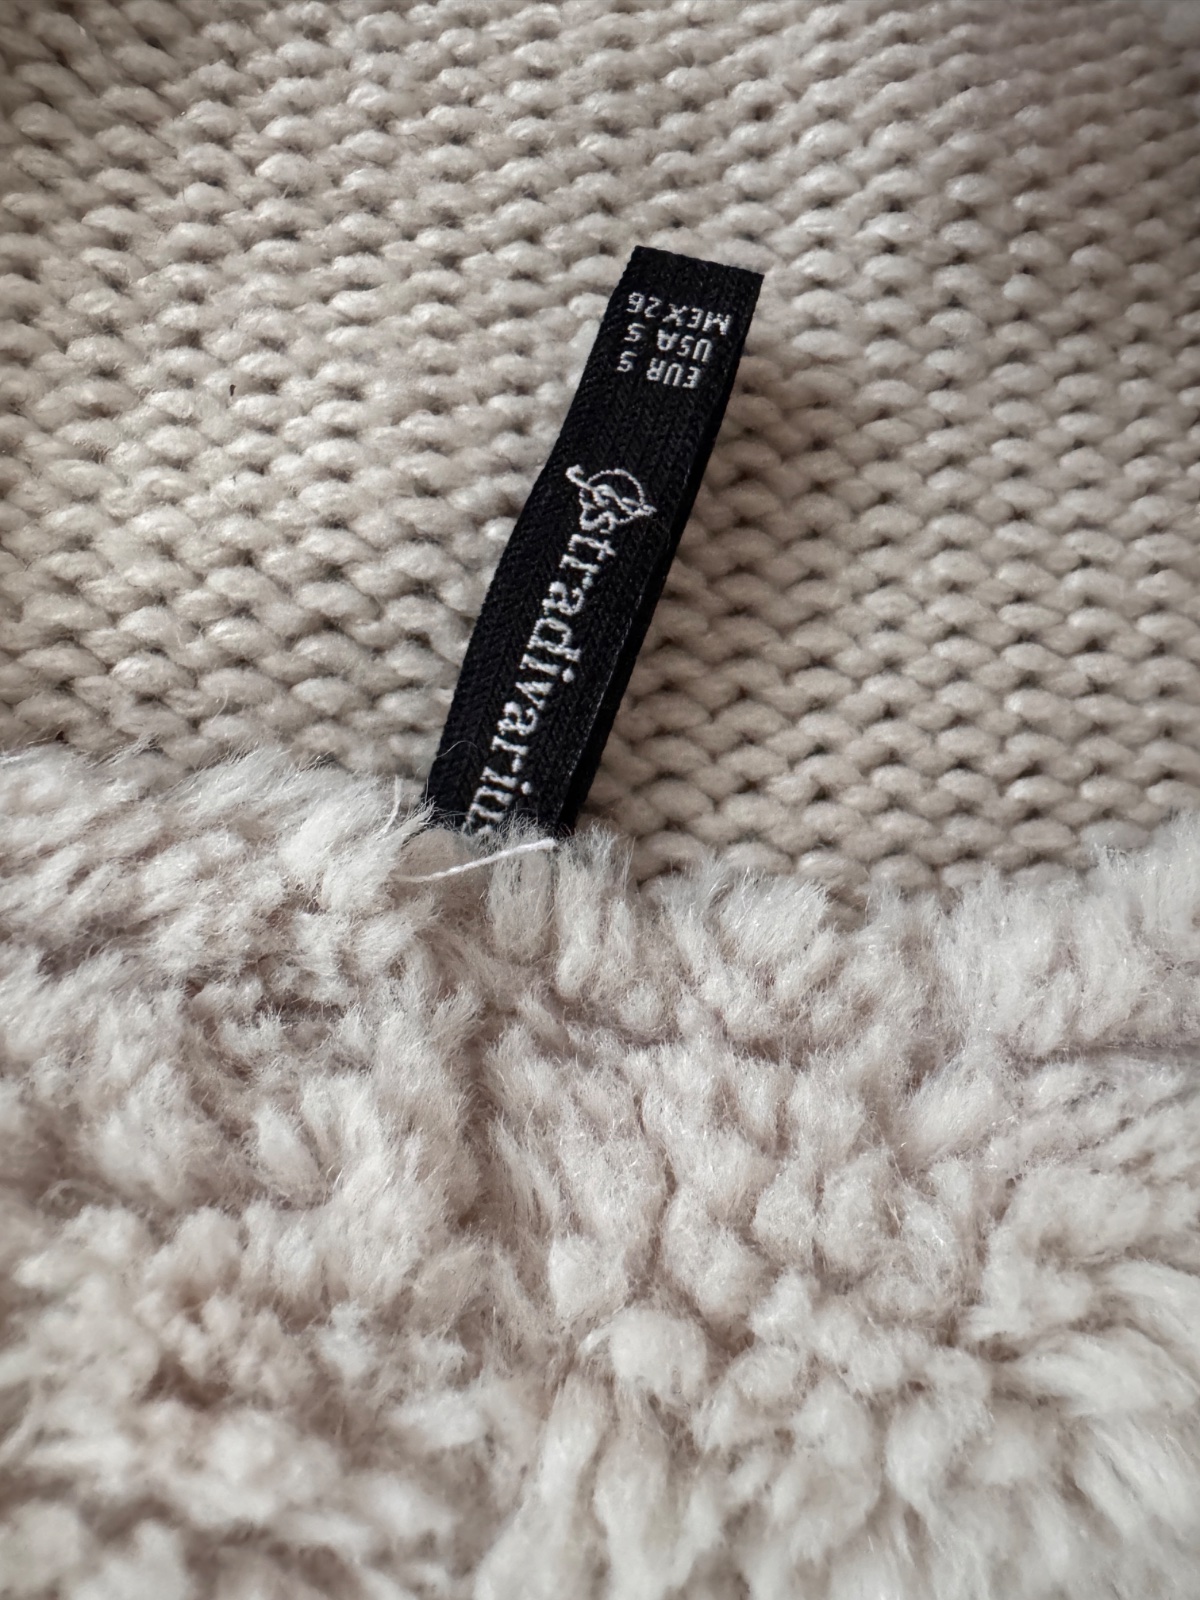 stradivarius
EUR S
USA S
MEX 26